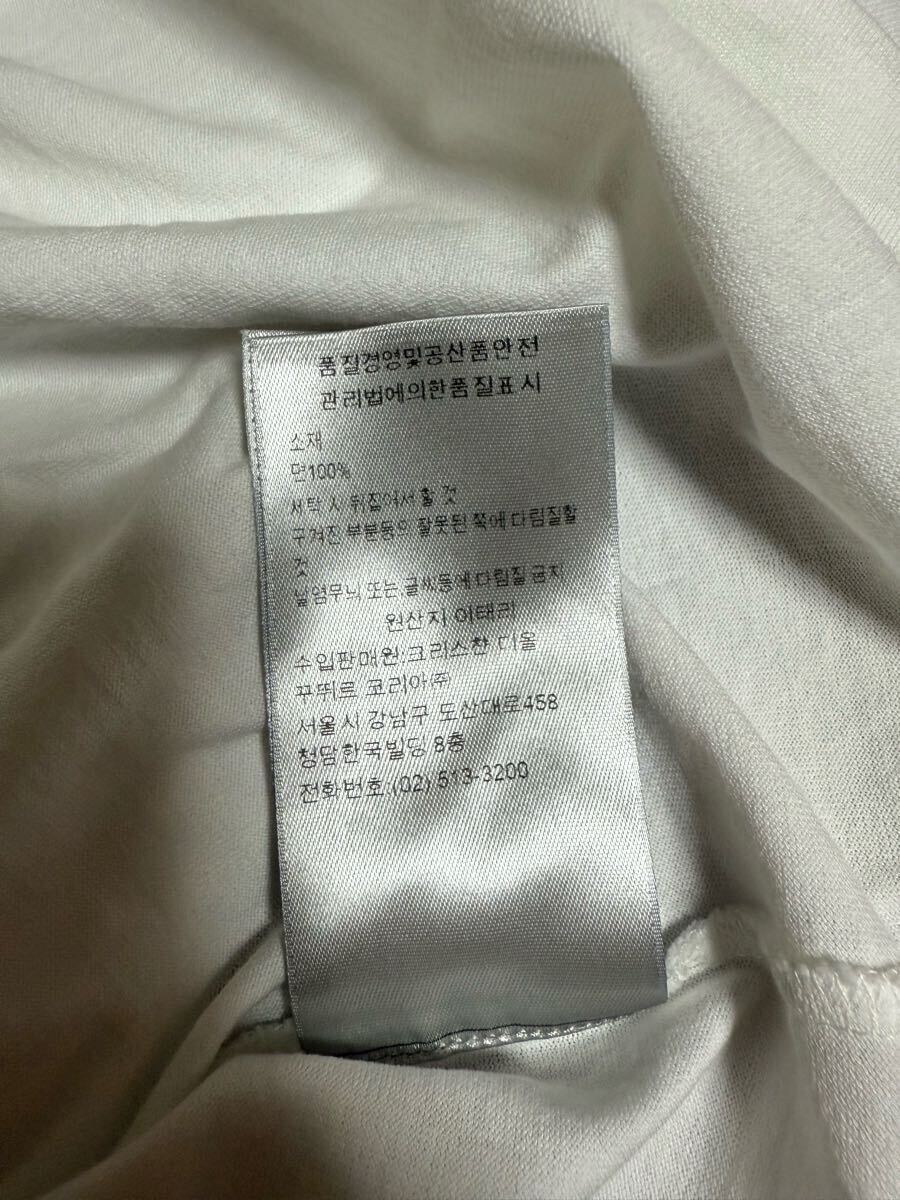 품질경영및공산품안전
관리법에의한품질표시
소재
면100%
세탁 시 뒤집어서 할 것
구겨진 부분등의 잘못된 쪽에 다림질할
것
날염무늬 또는 글씨등에 다림질 금지
원산지 이태리
수입판매원:크리스챤 디올
꾸뛰르 코리아㈜
서울시 강남구 도산대로458
청담한국빌딩 8층
전화번호:(02) 513-3200